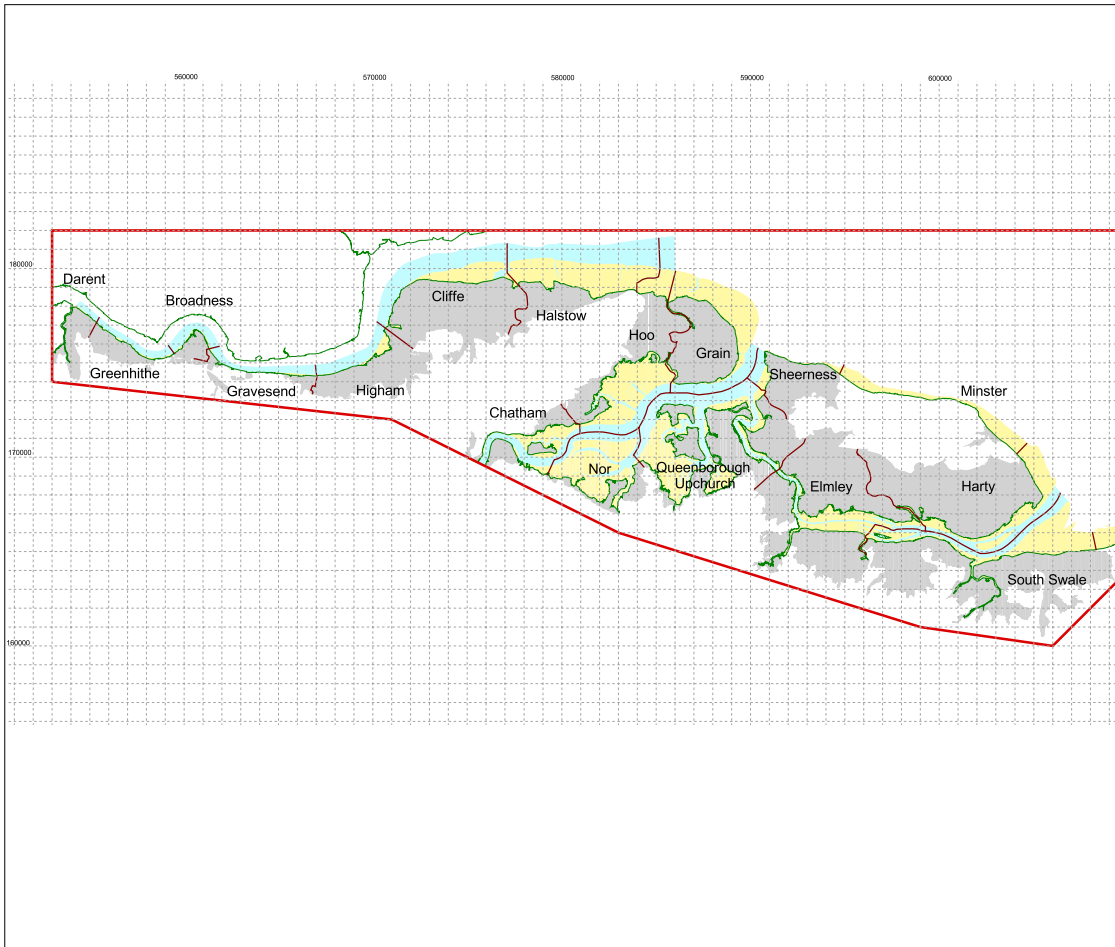 560000
570000
580000
590000
600000
180000
Darent
Broadness
Cliffe
Halstow
Hoo
Grain
Greenhithe
Gravesend
Higham
Sheerness
Minster
Chatham
170000
Nor
Queenborough
Upchurch
Elmley
Harty
South Swale
160000